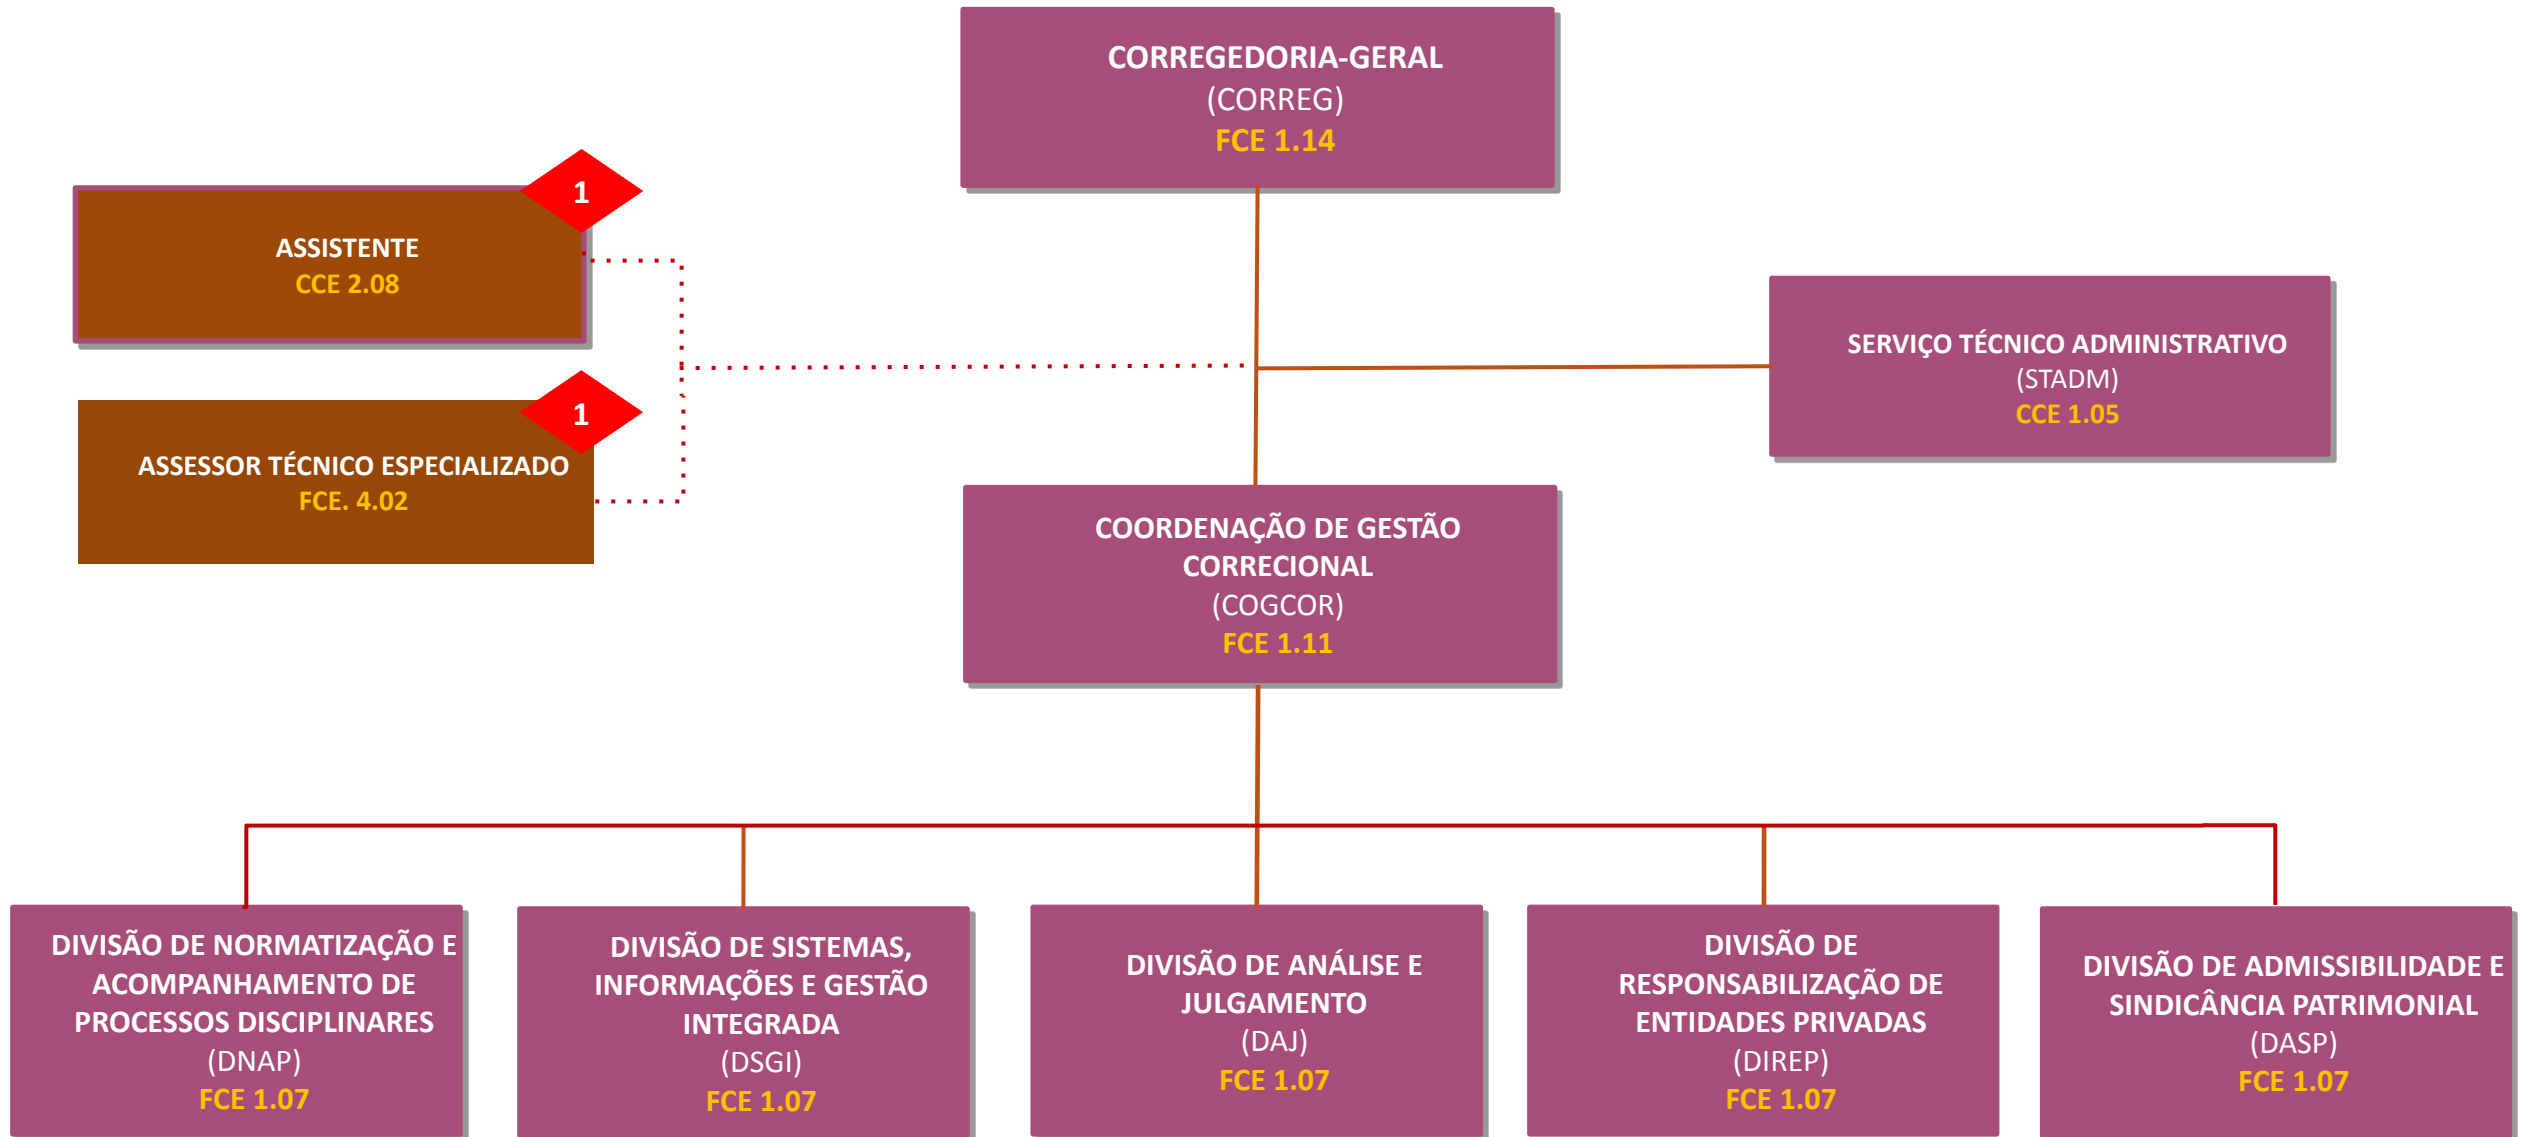 CORREGEDORIA-GERAL
(CORREG)
FCE 1.14
1
ASSISTENTE
CCE 2.08
SERVIÇO TÉCNICO ADMINISTRATIVO
(STADM)
CCE 1.05
1
ASSESSOR TÉCNICO ESPECIALIZADO
FCE. 4.02
COORDENAÇÃO DE GESTÃO
CORRECIONAL
(COGCOR)
FCE 1.11
DIVISÃO DE NORMATIZAÇÃO E
ACOMPANHAMENTO DE
PROCESSOS DISCIPLINARES
(DNAP)
FCE 1.07
DIVISÃO DE SISTEMAS,
INFORMAÇÕES E GESTÃO
INTEGRADA
(DSGI)
FCE 1.07
DIVISÃO DE ANÁLISE E
JULGAMENTO
(DAJ)
FCE 1.07
DIVISÃO DE
RESPONSABILIZAÇÃO DE
ENTIDADES PRIVADAS
(DIREP)
FCE 1.07
DIVISÃO DE ADMISSIBILIDADE E
SINDICÂNCIA PATRIMONIAL
(DASP)
FCE 1.07